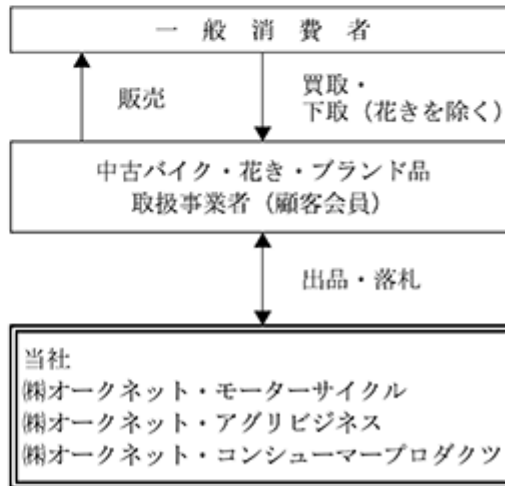 一般消費者
販売
買取・
下取（花きを除く）
中古バイク・花き・ブランド品
取扱事業者（顧客会員）
出品・落札
当社
㈱オークネット・モーターサイクル
㈱オークネット・アグリビジネス
㈱オークネット・コンシューマープロダクツ